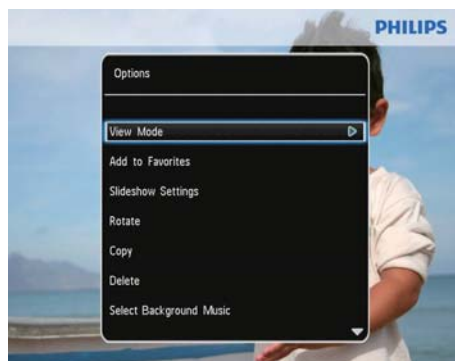 PHILIPS
Options
View Mode
Add to Favorites
Slideshow Settings
Rotate
Copy
Delete
Select Background Music